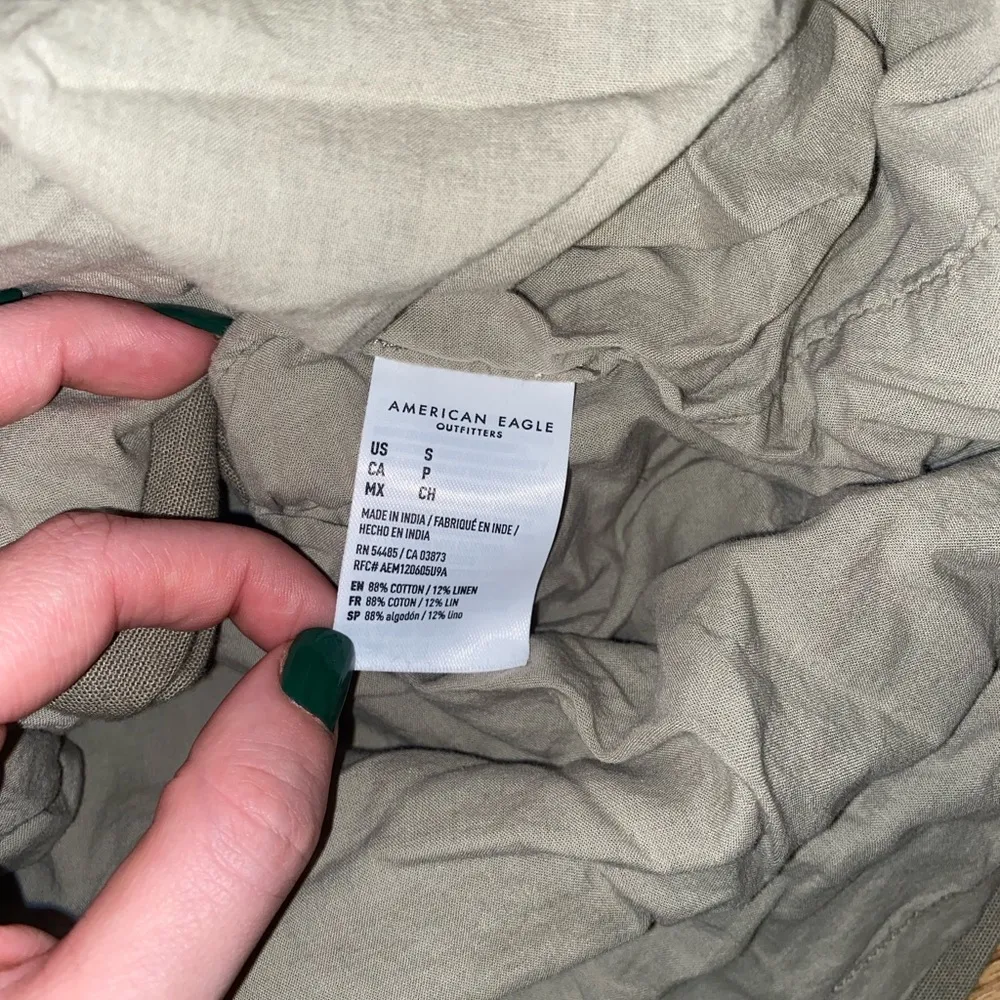 AMERICAN EAGLE
OUTFITTERS
US S
CA P
MX CH
MADE IN INDIA / FABRIQUÉ EN INDE /
HECHO EN INDIA
RN 54485 / CA 03873
RFC# AEM120605U9A
EN 88% COTTON / 12% LINEN
FR 88% COTON / 12% LIN
SP 88% algodón / 12% lino